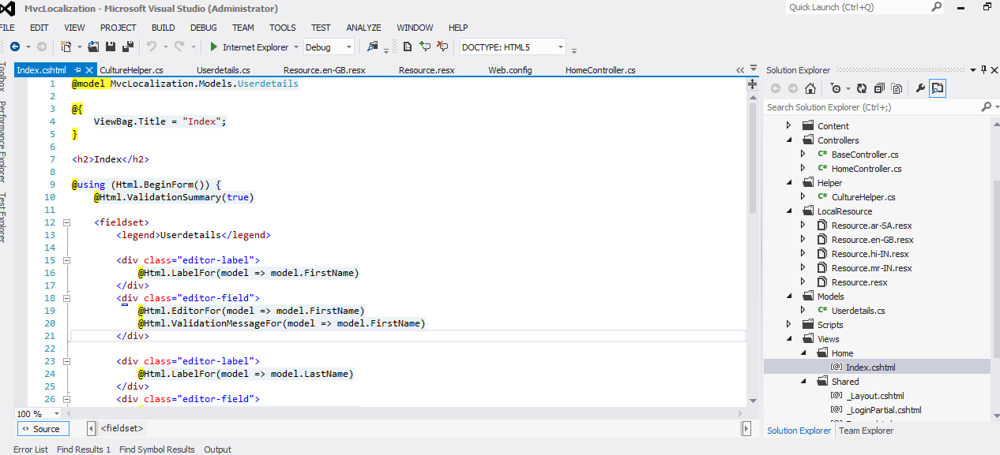 MvcLocalization - Microsoft Visual Studio (Administrator)
Quick Launch (Ctrl+Q)
FILE EDIT VIEW PROJECT BUILD DEBUG TEAM TOOLS TEST ANALYZE WINDOW HELP
Internet Explorer Debug DOCTYPE: HTML5
Toolbox
Performance Explorer
Test Explorer
Index.cshtml CultureHelper.cs Userdetails.cs Resource.en-GB.resx Resource.resx Web.config HomeController.cs
1 @model MvcLocalization.Models.Userdetails
2
3 @{
4 ViewBag.Title = "Index";
5 }
6
7 <h2>Index</h2>
8
9 @using (Html.BeginForm()) {
10 @Html.ValidationSummary(true)
11
12 <fieldset>
13 <legend>Userdetails</legend>
14
15 <div class="editor-label">
16 @Html.LabelFor(model => model.FirstName)
17 </div>
18 <div class="editor-field">
19 @Html.EditorFor(model => model.FirstName)
20 @Html.ValidationMessageFor(model => model.FirstName)
21 </div>
22
23 <div class="editor-label">
24 @Html.LabelFor(model => model.LastName)
25 </div>
26 <div class="editor-field">
100 %
Source <fieldset>
Error List Find Results 1 Find Symbol Results Output
Solution Explorer
Search Solution Explorer (Ctrl+;)
Content
Controllers
C# BaseController.cs
C# HomeController.cs
Helper
C# CultureHelper.cs
LocalResource
Resource.ar-SA.resx
Resource.en-GB.resx
Resource.hi-IN.resx
Resource.mr-IN.resx
Resource.resx
Models
C# Userdetails.cs
Scripts
Views
Home
[@] Index.cshtml
Shared
[@] _Layout.cshtml
[@] _LoginPartial.cshtml
Solution Explorer Team Explorer